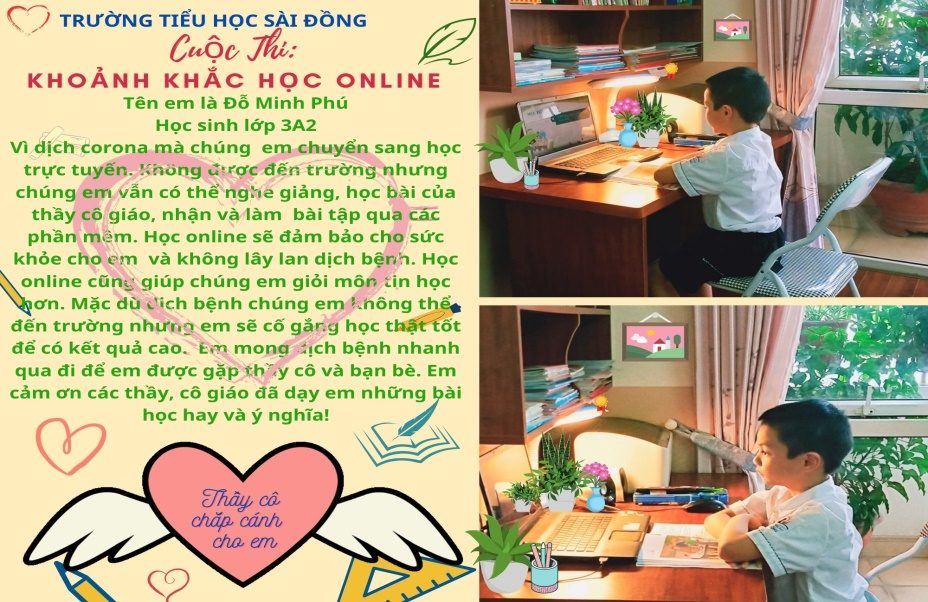 TRƯỜNG TIỂU HỌC SÀI ĐỒNG
Cuộc Thi:
KHOẢNH KHẮC HỌC ONLINE
Tên em là Đỗ Minh Phú
Học sinh lớp 3A2
Vì dịch corona mà chúng em chuyển sang học
trực tuyến. Không được đến trường nhưng
chúng em vẫn có thể nghe giảng, học bài của
thầy cô giáo, nhận và làm bài tập qua các
phần mềm. Học online sẽ đảm bảo cho sức
khỏe cho em và không lây lan dịch bệnh. Học
online cũng giúp chúng em giỏi môn tin học
hơn. Mặc dù dịch bệnh chúng em không thể
đến trường nhưng em sẽ cố gắng học thật tốt
để có kết quả cao. Em mong dịch bệnh nhanh
qua đi để em được gặp thầy cô và bạn bè. Em
cảm ơn các thầy, cô giáo đã dạy em những bài
học hay và ý nghĩa!
Thầy cô
chắp cánh
cho em